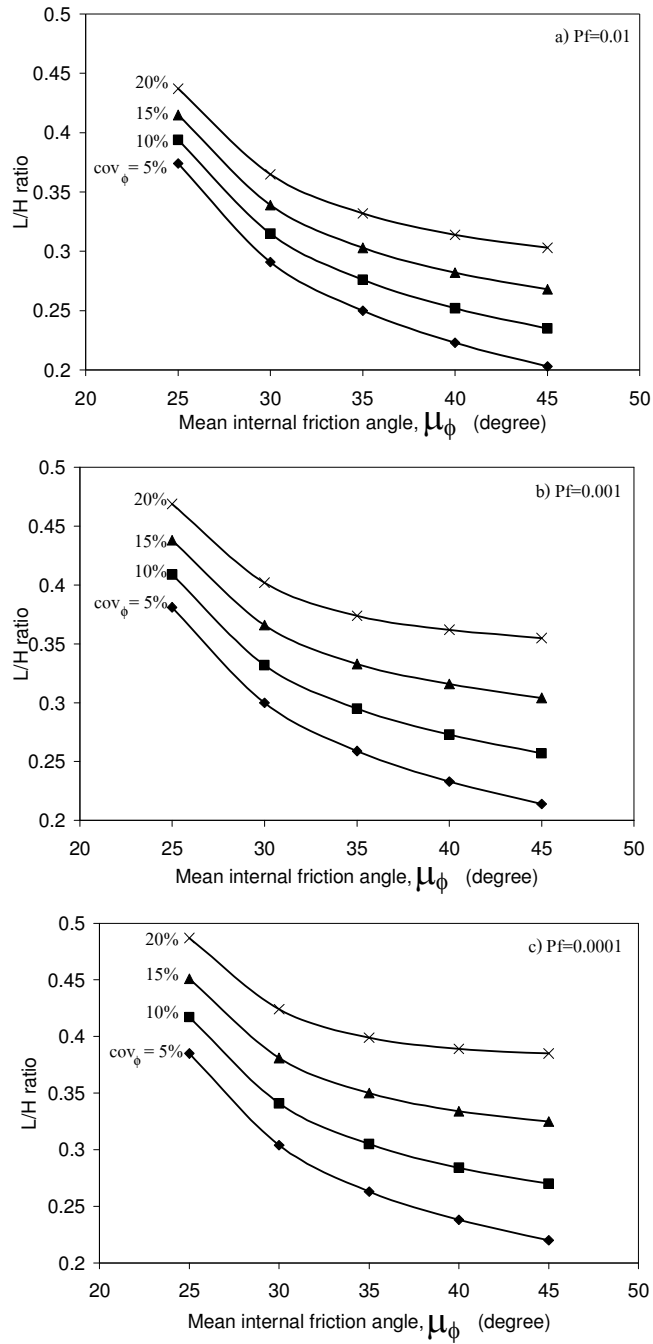 0.5
a) Pf=0.01
0.45
20%
15%
0.4
10%
cov_ϕ = 5%
0.35
L/H ratio
0.3
0.25
0.2
20 25 30 35 40 45 50
Mean internal friction angle, μ_ϕ (degree)
0.5
b) Pf=0.001
20%
0.45
15%
10%
0.4
cov_ϕ = 5%
0.35
L/H ratio
0.3
0.25
0.2
20 25 30 35 40 45 50
Mean internal friction angle, μ_ϕ (degree)
0.5
c) Pf=0.0001
20%
0.45
15%
10%
0.4
cov_ϕ = 5%
0.35
L/H ratio
0.3
0.25
0.2
20 25 30 35 40 45 50
Mean internal friction angle, μ_ϕ (degree)